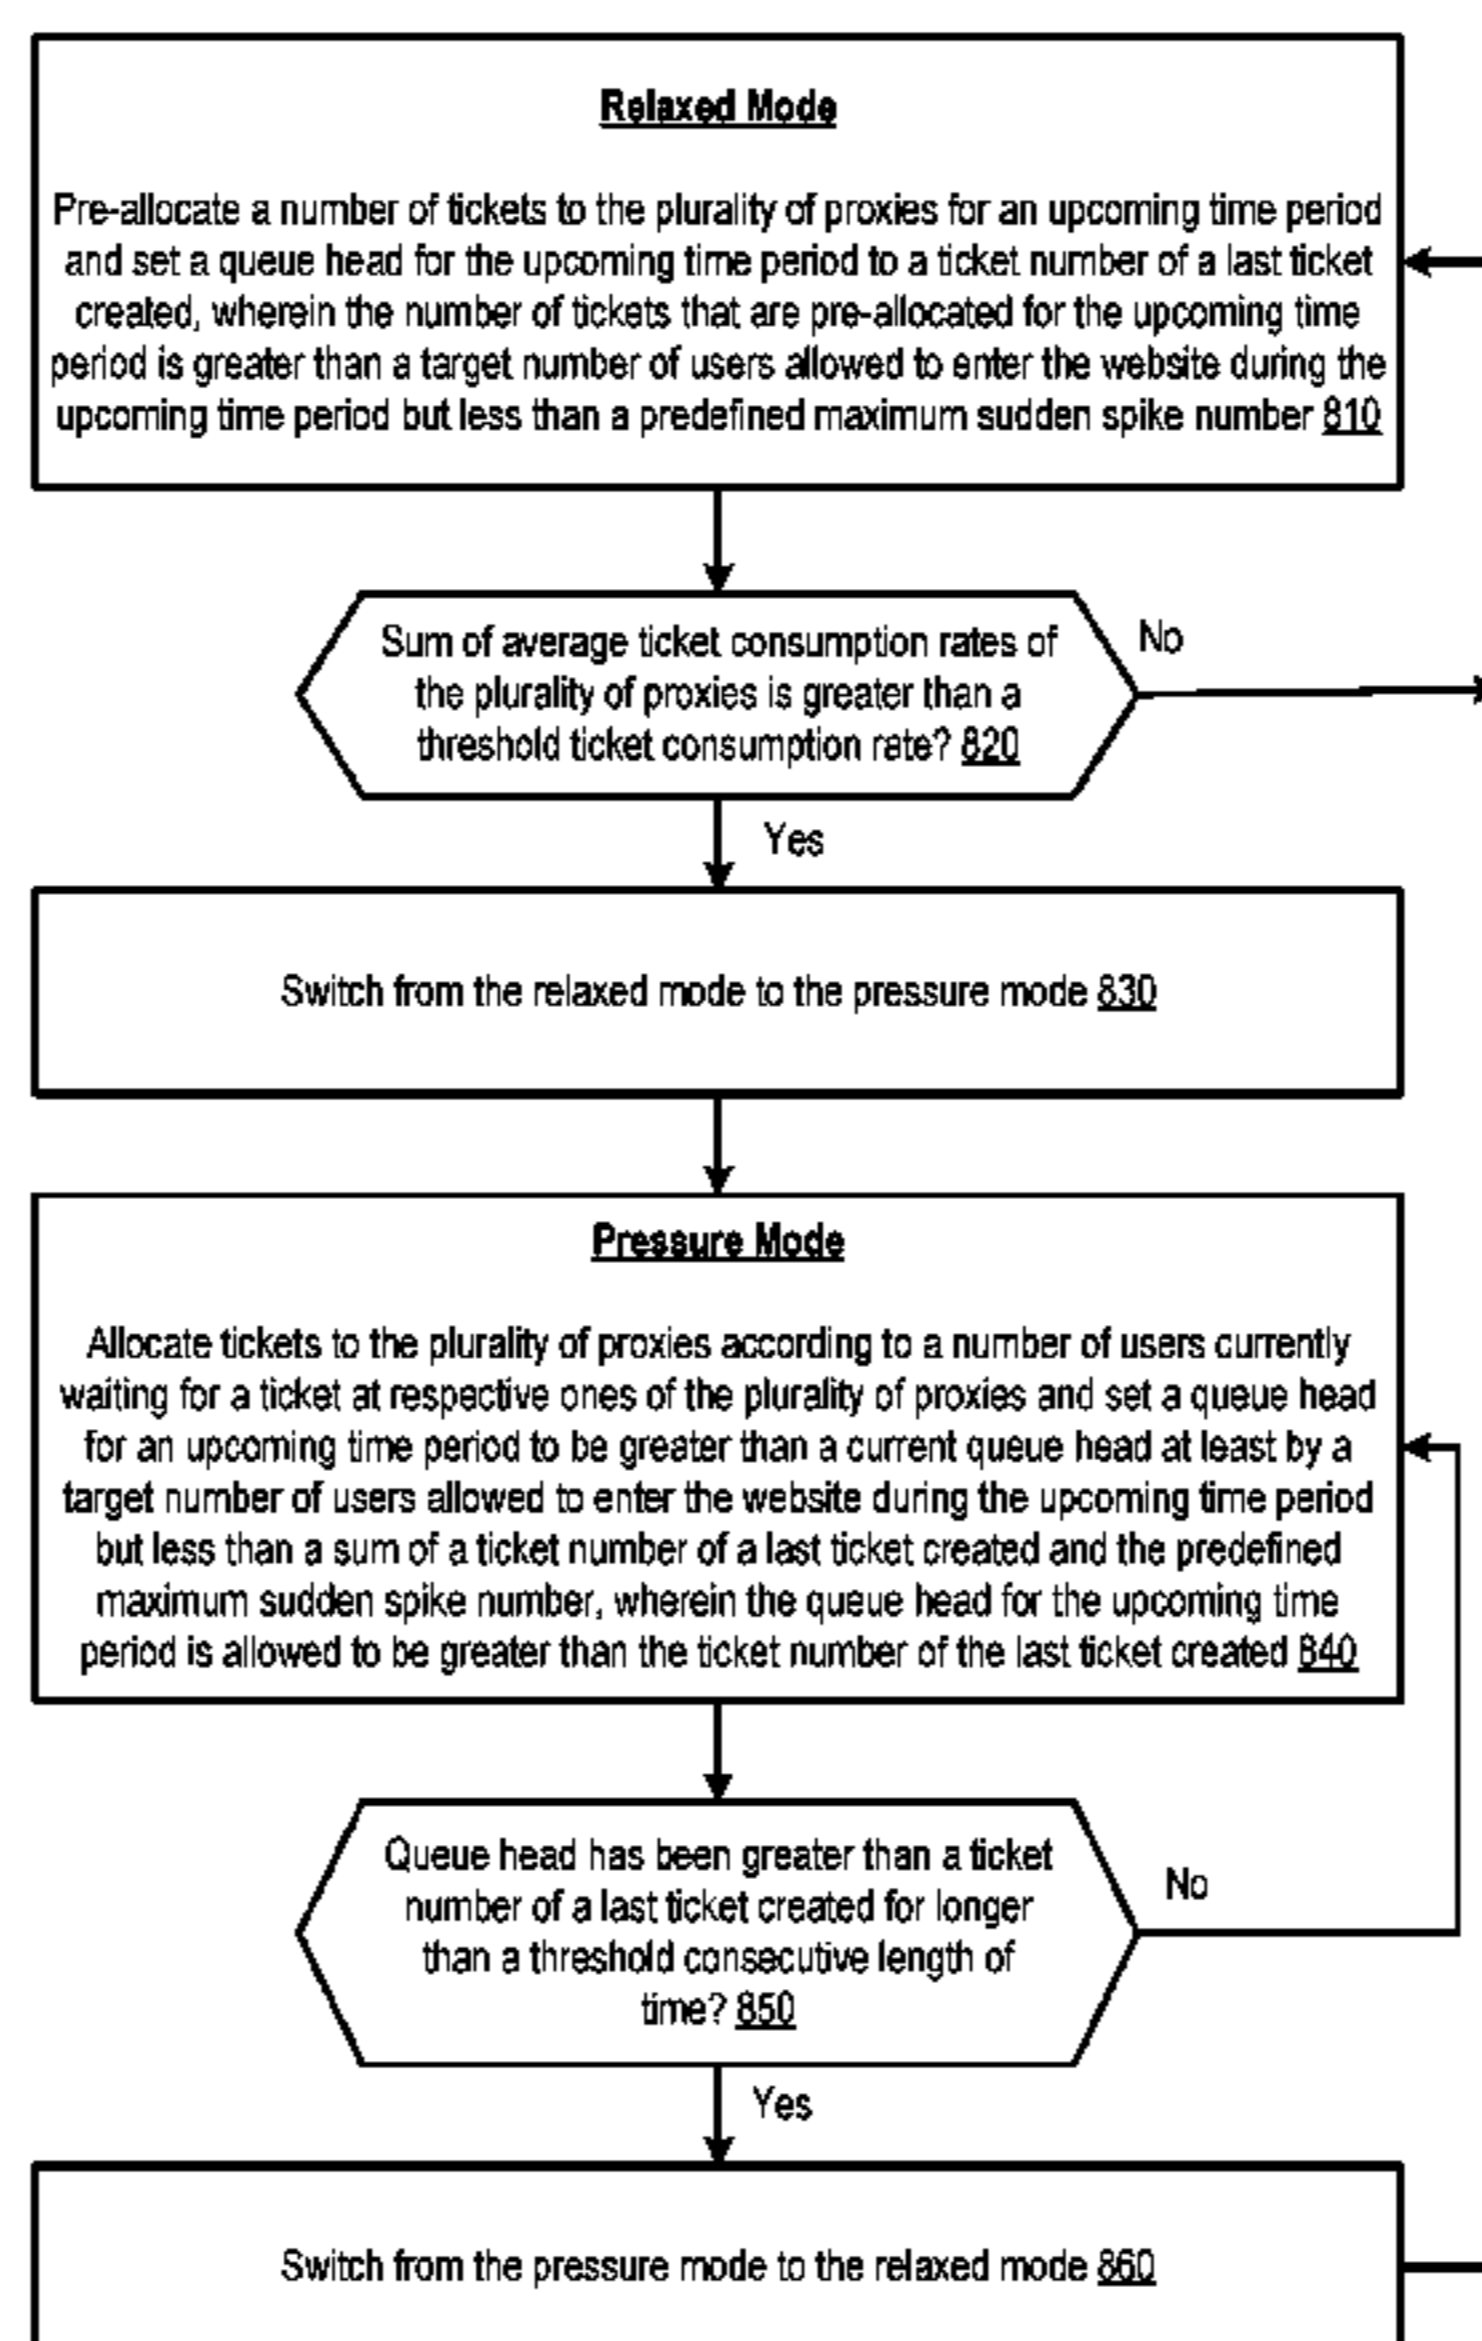 Relaxed Mode
Pre-allocate a number of tickets to the plurality of proxies for an upcoming time period
and set a queue head for the upcoming time period to a ticket number of a last ticket
created, wherein the number of tickets that are pre-allocated for the upcoming time
period is greater than a target number of users allowed to enter the website during the
upcoming time period but less than a predefined maximum sudden spike number 810
Sum of average ticket consumption rates of
the plurality of proxies is greater than a
threshold ticket consumption rate? 820
No
Yes
Switch from the relaxed mode to the pressure mode 830
Pressure Mode
Allocate tickets to the plurality of proxies according to a number of users currently
waiting for a ticket at respective ones of the plurality of proxies and set a queue head
for an upcoming time period to be greater than a current queue head at least by a
target number of users allowed to enter the website during the upcoming time period
but less than a sum of a ticket number of a last ticket created and the predefined
maximum sudden spike number, wherein the queue head for the upcoming time
period is allowed to be greater than the ticket number of the last ticket created 840
Queue head has been greater than a ticket
number of a last ticket created for longer
than a threshold consecutive length of
time? 850
No
Yes
Switch from the pressure mode to the relaxed mode 860